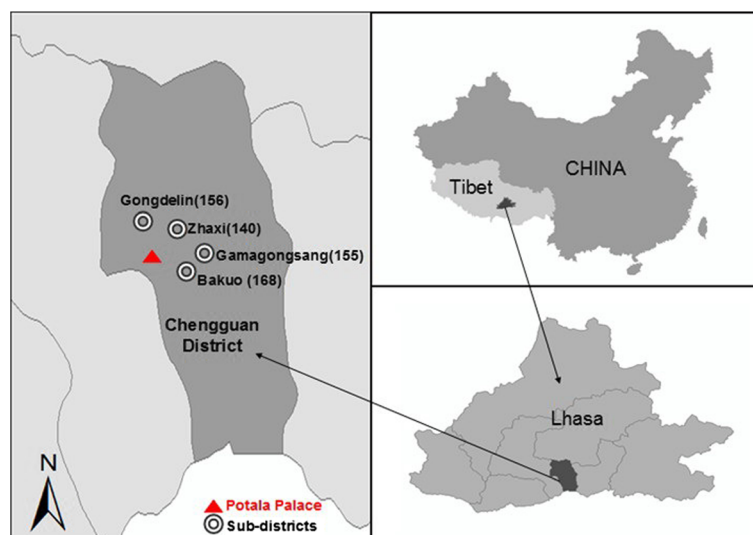 Gongdelin(156)
Zhaxi(140)
Gamagongsang(155)
Bakuo(168)
Chengguan
District
N
Potala Palace
Sub-districts
CHINA
Tibet
Lhasa